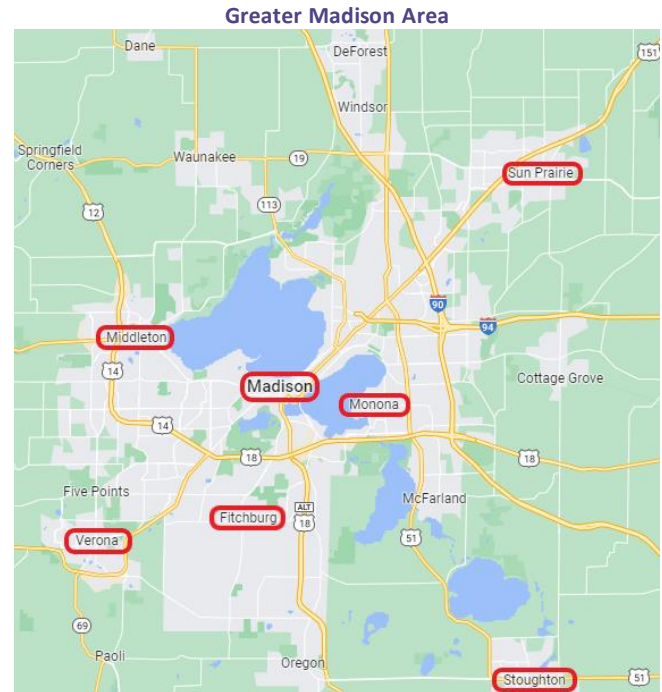 Greater Madison Area
Dane
DeForest
151
Windsor
Springfield
Corners
Waunakee
19
Sun Prairie
113
12
90
94
Middleton
14
Madison
Monona
Cottage Grove
14
18
18
Five Points
McFarland
ALT
18
Fitchburg
Verona
51
69
Paoli
Oregon
Stoughton
51